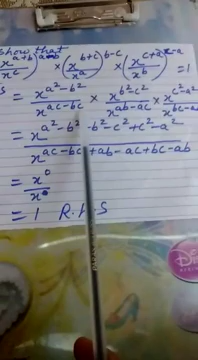 show that
(x^{a+b}/x^c)^{a-b} × (x^{b+c}/x^a)^{b-c} × (x^{c+a}/x^b)^{c-a} = 1
S = x^{a²-b²}/x^{ac-bc} × x^{b²-c²}/x^{ab-ac} × x^{c²-a²}/x^{bc-ab}
= x^{a²-b² b²-c²+c²-a²}/x^{ac-bc+ab-ac+bc-ab}
= x^0/x^0
= 1 R.H.S